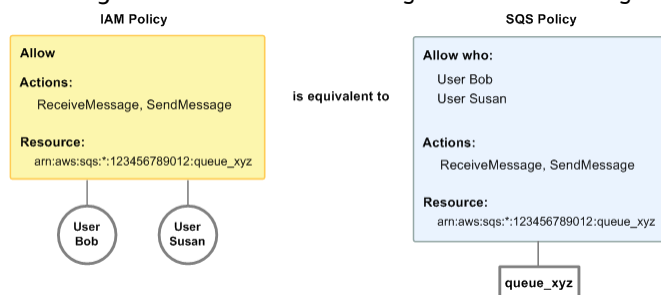 IAM Policy
Allow
Actions:
ReceiveMessage, SendMessage
Resource:
arn:aws:sqs:*:123456789012:queue_xyz
User
Bob
User
Susan
is equivalent to
SQS Policy
Allow who:
User Bob
User Susan
Actions:
ReceiveMessage, SendMessage
Resource:
arn:aws:sqs:*:123456789012:queue_xyz
queue_xyz